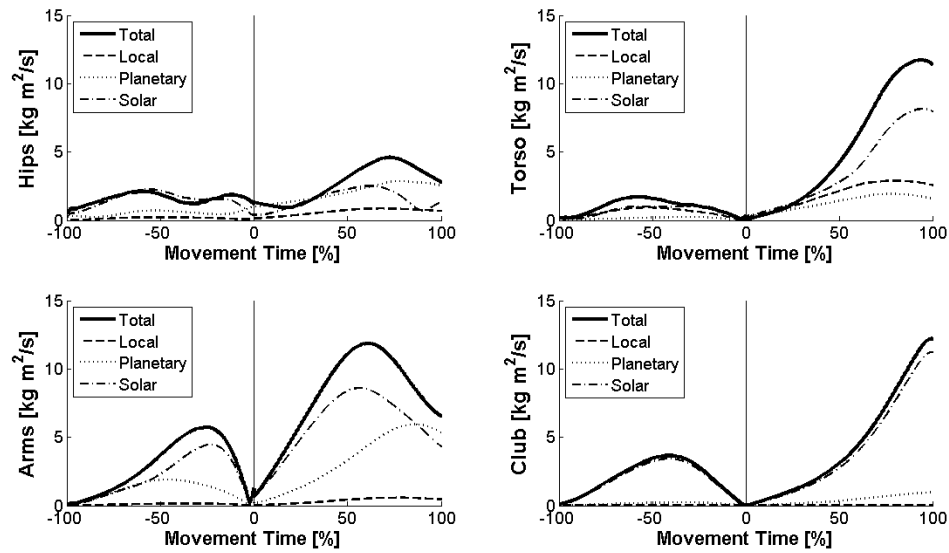 15
10
5
0
Hips [kg m²/s]
Total
Local
Planetary
Solar
-100
-50
0
50
100
Movement Time [%]
15
10
5
0
Torso [kg m²/s]
Total
Local
Planetary
Solar
-100
-50
0
50
100
Movement Time [%]
15
10
5
0
Arms [kg m²/s]
Total
Local
Planetary
Solar
-100
-50
0
50
100
Movement Time [%]
15
10
5
0
Club [kg m²/s]
Total
Local
Planetary
Solar
-100
-50
0
50
100
Movement Time [%]